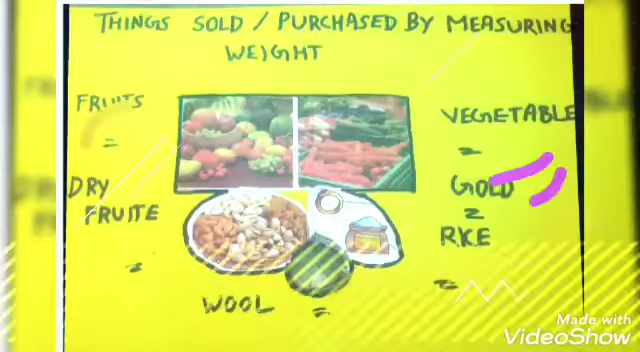 THINGS SOLD / PURCHASED BY MEASURING
WEIGHT
FRUITS
=
VEGETABLE
=
DRY
FRUITE
=
GOLD
=
RICE
=
WOOL =
Made with
VideoShow